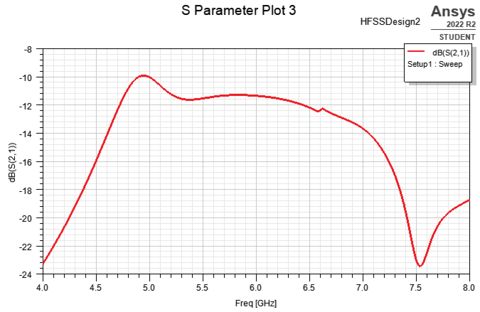 S Parameter Plot 3
HFSSDesign2
Ansys
2022 R2
STUDENT
dB(S(2,1))
Setup1 : Sweep
-8
-10
-12
-14
-16
-18
-20
-22
-24
dB(S(2,1))
4.0 4.5 5.0 5.5 6.0 6.5 7.0 7.5 8.0
Freq [GHz]